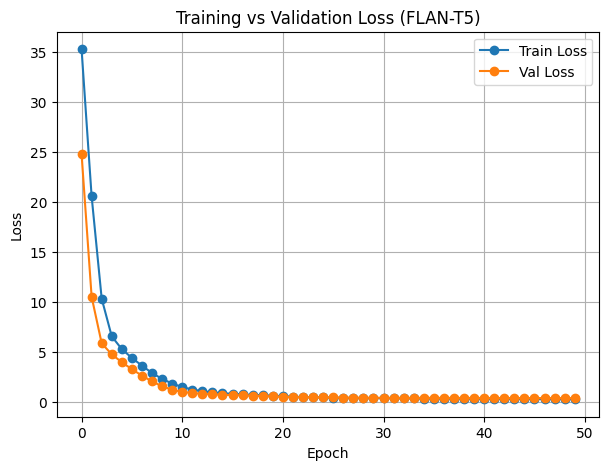 Training vs Validation Loss (FLAN-T5)
Train Loss
Val Loss
35
30
25
20
15
10
5
0
Loss
0 10 20 30 40 50
Epoch